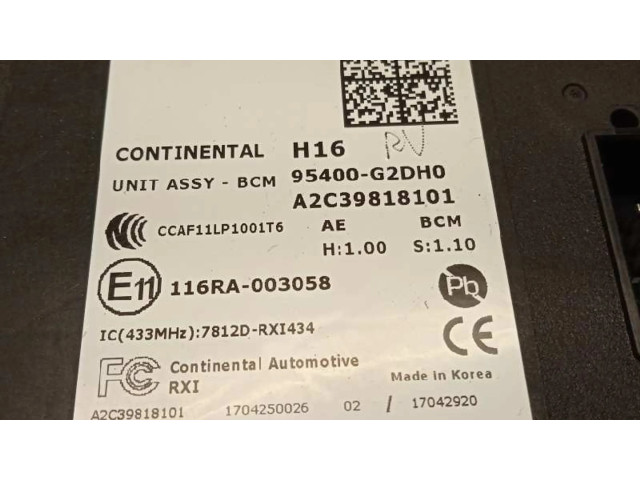 RV
CONTINENTAL H16
UNIT ASSY - BCM 95400-G2DH0
A2C39818101
CCAF11LP1001T6 AE BCM
H:1.00 S:1.10
E11 116RA-003058 Pb
IC(433MHz):7812D-RXI434
CE
FC Continental Automotive
RXI
Made in Korea
A2C39818101 1704250026 02 / 17042920